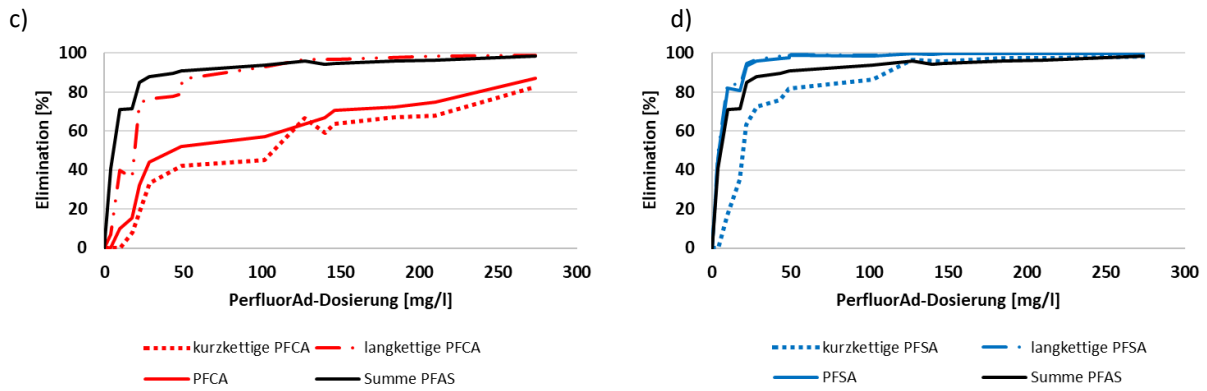 c)
100
80
60
40
20
0
Elimination [%]
0 50 100 150 200 250 300
PerfluorAd-Dosierung [mg/l]
kurzkettige PFCA
langkettige PFCA
PFCA
Summe PFAS
d)
100
80
60
40
20
0
Elimination [%]
0 50 100 150 200 250 300
PerfluorAd-Dosierung [mg/l]
kurzkettige PFSA
langkettige PFSA
PFSA
Summe PFAS